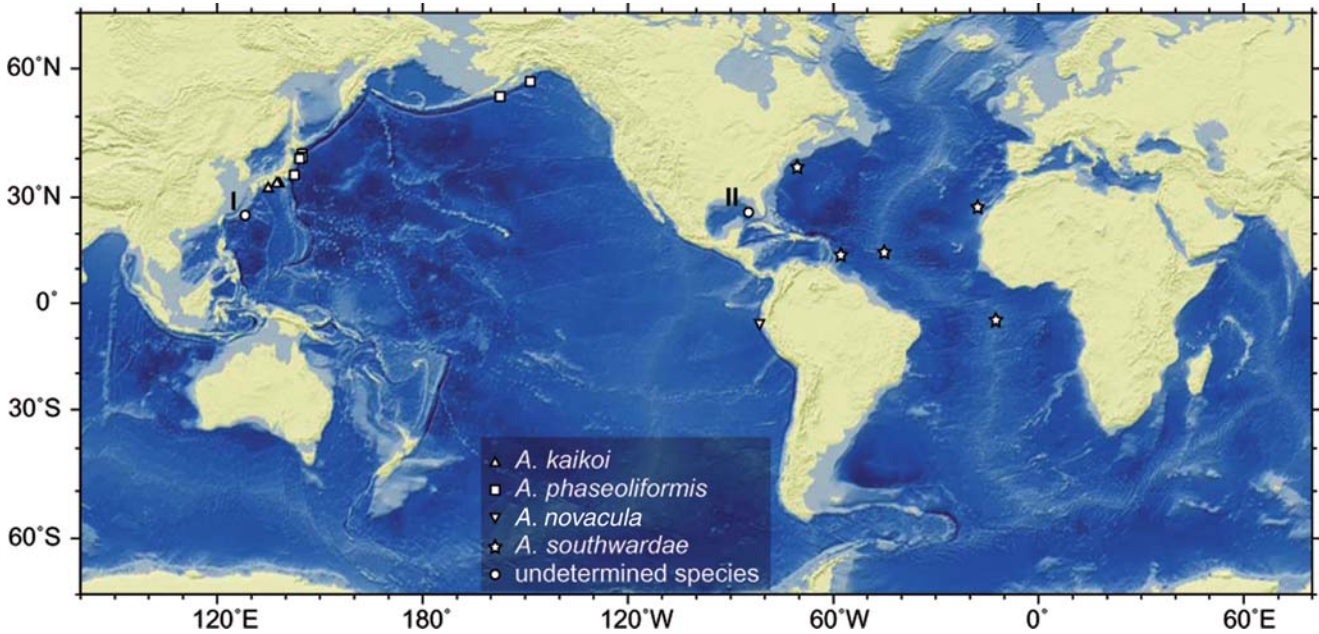 60°N
30°N
0°
30°S
60°S
I
II
A. kaikoi
A. phaseoliformis
A. novacula
A. southwardae
undetermined species
120°E
180°
120°W
60°W
0°
60°E